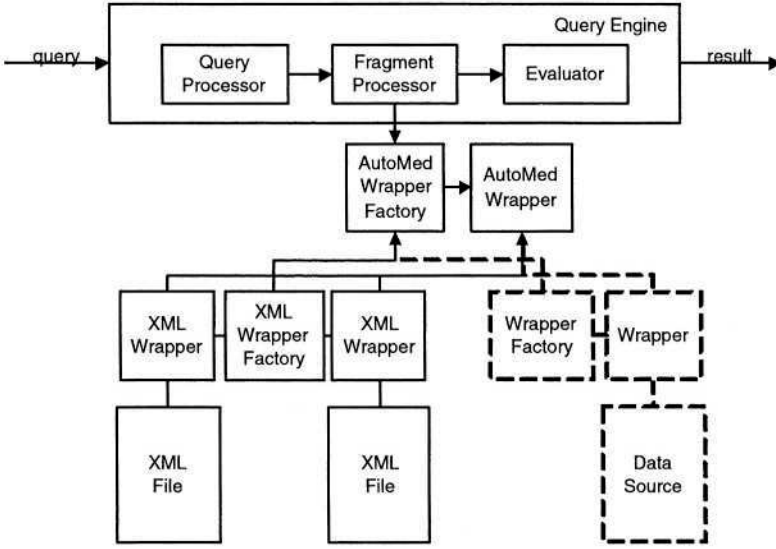 Query Engine
query
result
Query
Processor
Fragment
Processor
Evaluator
AutoMed
Wrapper
Factory
AutoMed
Wrapper
XML
Wrapper
XML
Wrapper
Factory
XML
Wrapper
Wrapper
Factory
Wrapper
XML
File
XML
File
Data
Source